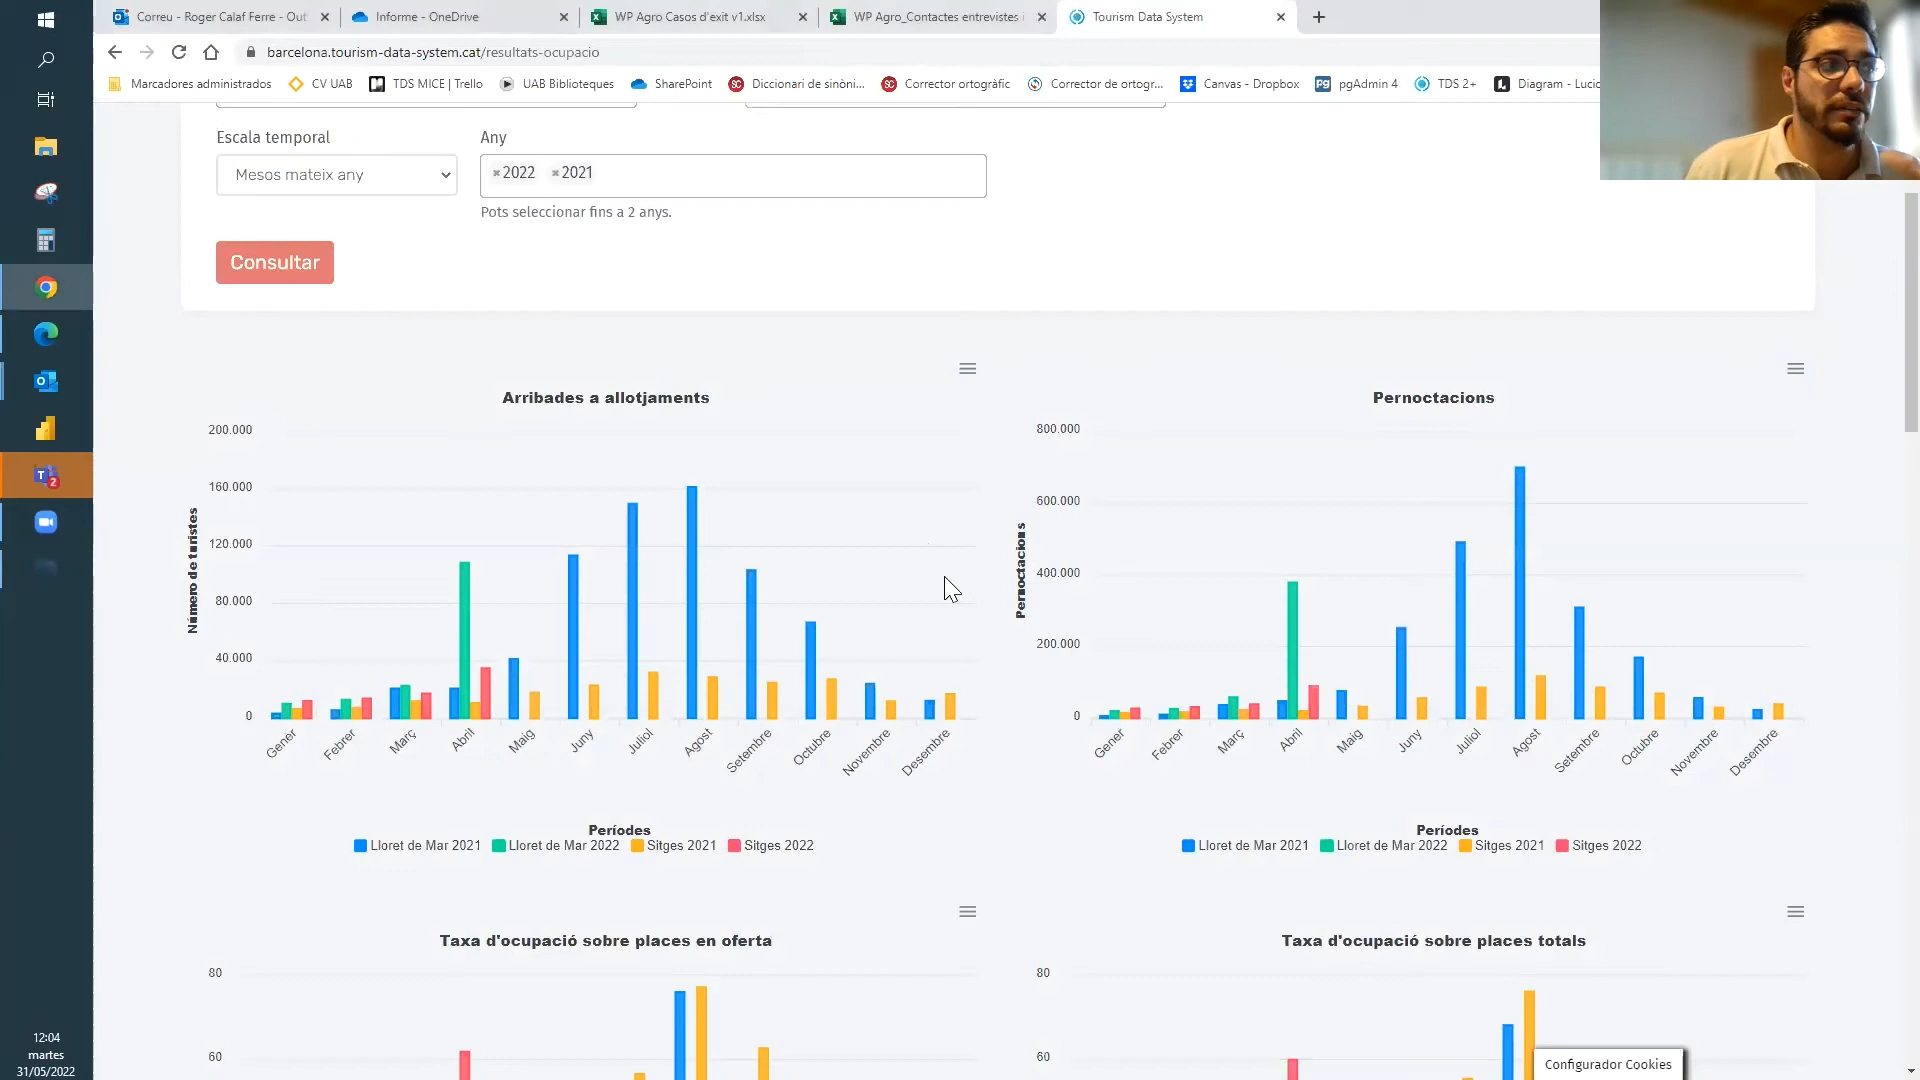 Correu - Roger Calaf Ferre - Out
Informe - OneDrive
WP Agro Casos d'exit v1.xlsx
WP Agro_Contactes entrevistes i
Tourism Data System
barcelona.tourism-data-system.cat/resultats-ocupacio
Marcadores administrados
CV UAB
TDS MICE | Trello
UAB Biblioteques
SharePoint
Diccionari de sinòni...
Corrector ortogràfic
Corrector de ortogr...
Canvas - Dropbox
pgAdmin 4
TDS 2+
Diagram - Lucid
Escala temporal
Any
Mesos mateix any
×2022 ×2021
Pots seleccionar fins a 2 anys.
Consultar
Arribades a allotjaments
200.000
160.000
120.000
80.000
40.000
0
Número de turistes
Gener
Febrer
Març
Abril
Maig
Juny
Juliol
Agost
Setembre
Octubre
Novembre
Desembre
Períodes
Lloret de Mar 2021 Lloret de Mar 2022 Sitges 2021 Sitges 2022
Pernoctacions
800.000
600.000
400.000
200.000
0
Pernoctacions
Gener
Febrer
Març
Abril
Maig
Juny
Juliol
Agost
Setembre
Octubre
Novembre
Desembre
Períodes
Lloret de Mar 2021 Lloret de Mar 2022 Sitges 2021 Sitges 2022
Taxa d'ocupació sobre places en oferta
80
60
Taxa d'ocupació sobre places totals
80
60
Configurador Cookies
12:04
martes
31/05/2022